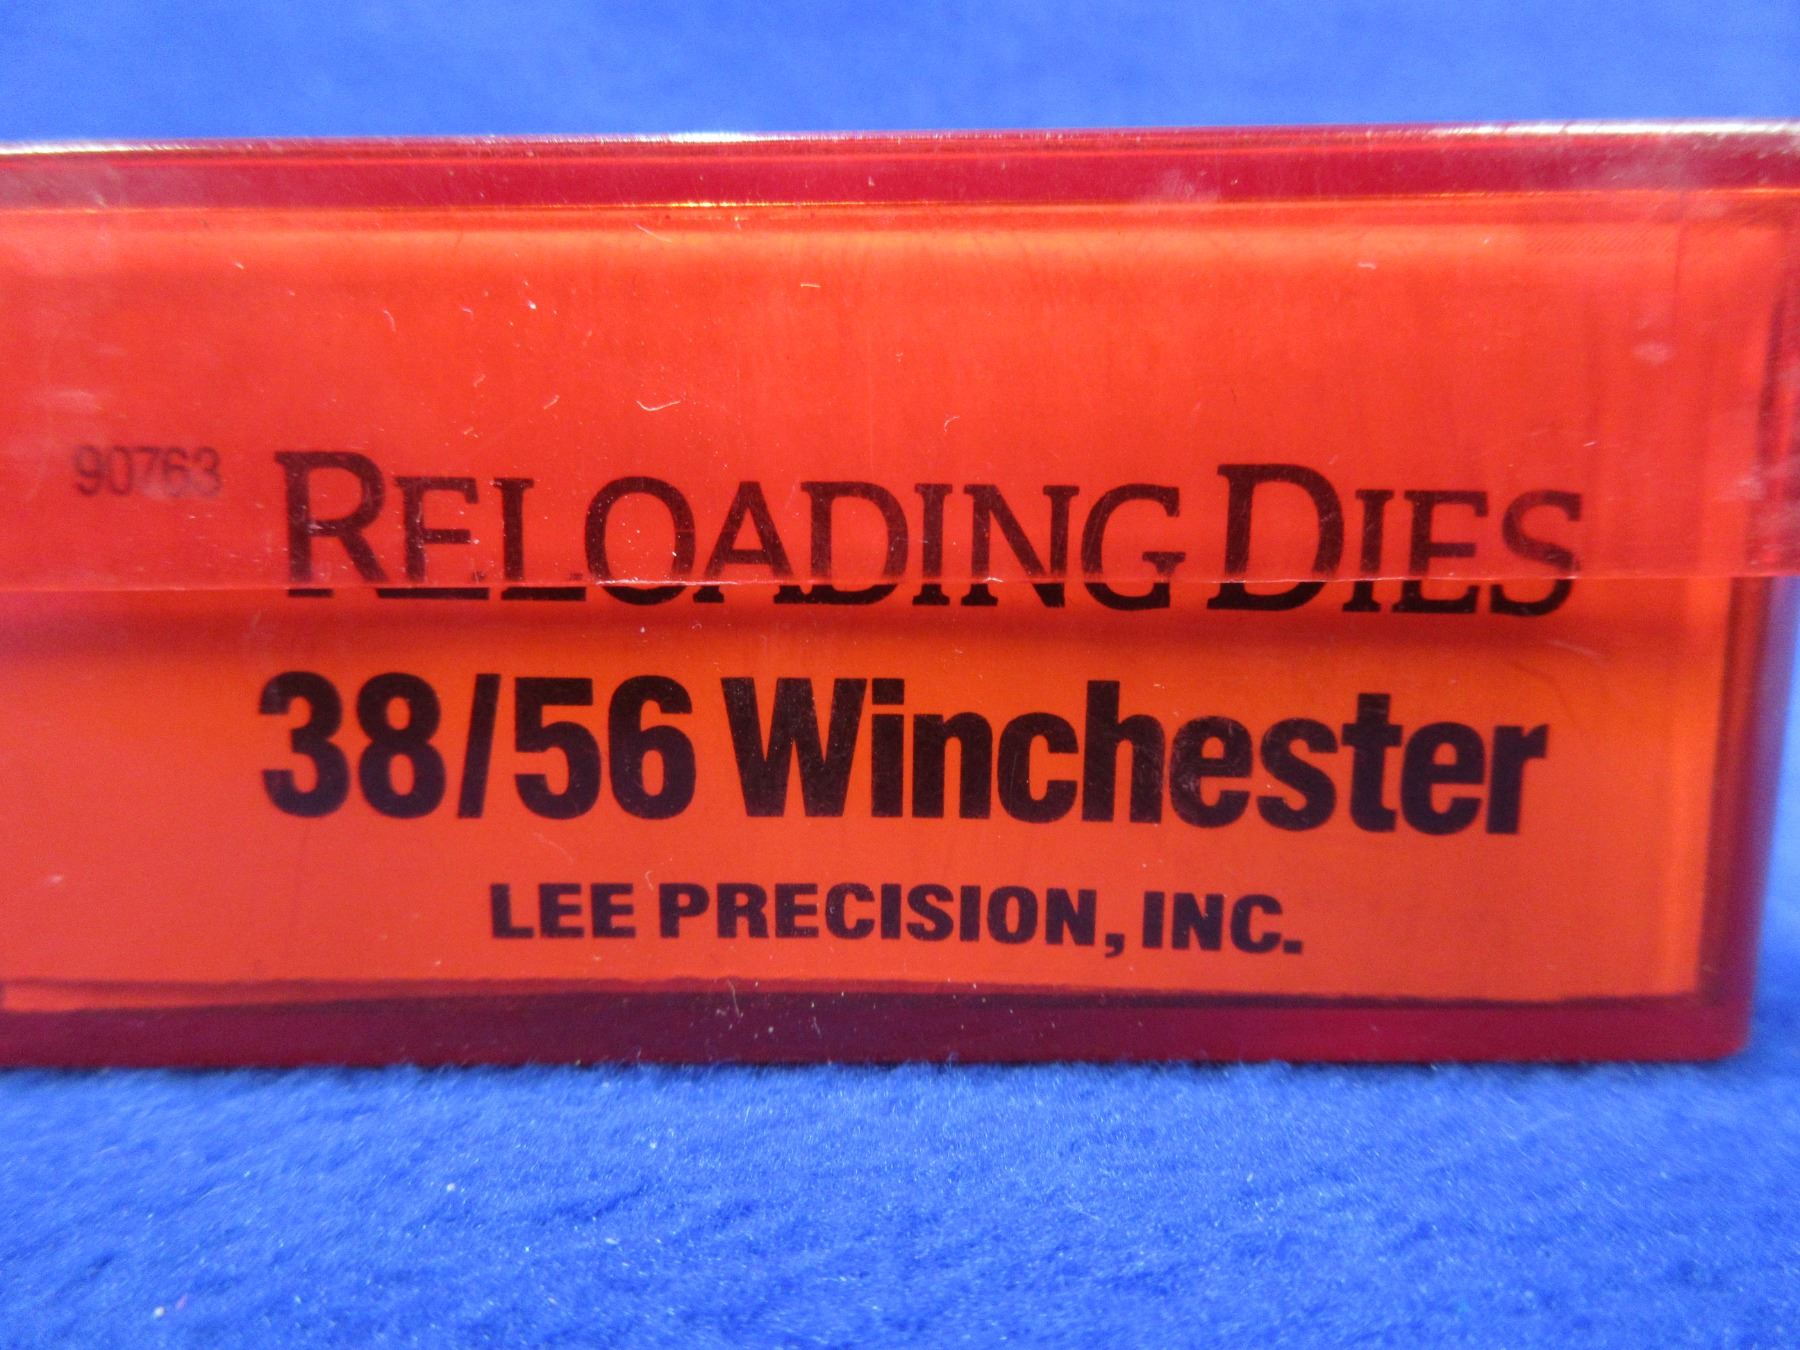 90763 RELOADING DIES
38/56 Winchester
LEE PRECISION, INC.